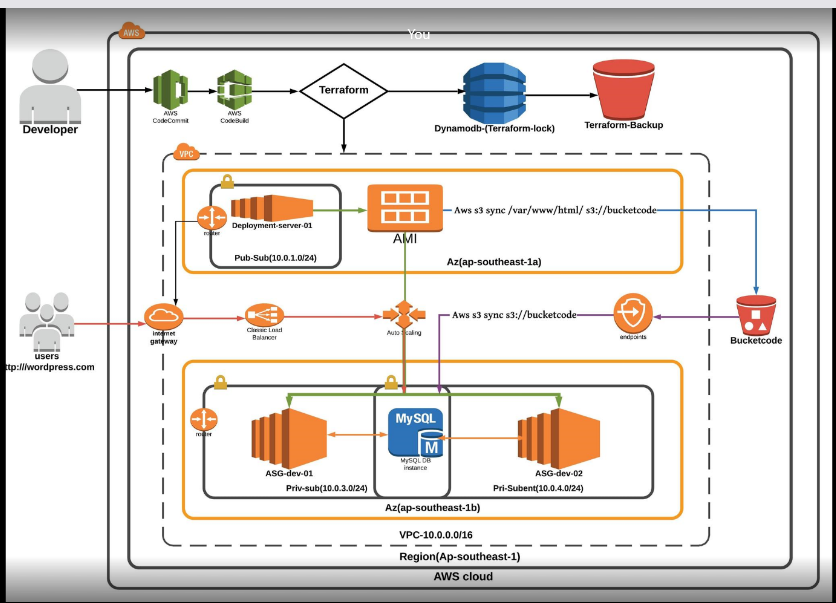 You
AWS
Developer
AWS
CodeCommit
AWS
CodeBuild
Terraform
Dynamodb-(Terraform-lock)
Terraform-Backup
VPC
router
Deployment-server-01
Pub-Sub(10.0.1.0/24)
AMI
Aws s3 sync /var/www/html/ s3://bucketcode
Az(ap-southeast-1a)
users
ttp:///wordpress.com
internet
gateway
Classic Load
Balancer
Auto Scaling
Aws s3 sync s3://bucketcode
endpoints
Bucketcode
router
ASG-dev-01
Priv-sub(10.0.3.0/24)
MySQL
M
MySQL DB
instance
ASG-dev-02
Pri-Subent(10.0.4.0/24)
Az(ap-southeast-1b)
VPC-10.0.0.0/16
Region(Ap-southeast-1)
AWS cloud